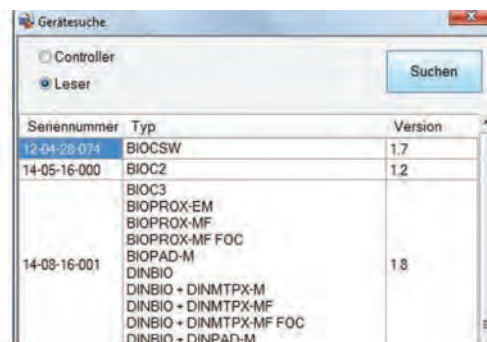 Gerätesuche
Controller
Leser
Suchen
Seriennummer Typ Version
12-04-28-074 BIOCSW 1.7
14-05-16-000 BIOC2 1.2
BIOC3
BIOPROX-EM
BIOPROX-MF
BIOPROX-MF FOC
BIOPAD-M
14-08-16-001 DINBIO 1.8
DINBIO + DINMTPX-M
DINBIO + DINMTPX-MF
DINBIO + DINMTPX-MF FOC
DINBIO + DINPAD-M